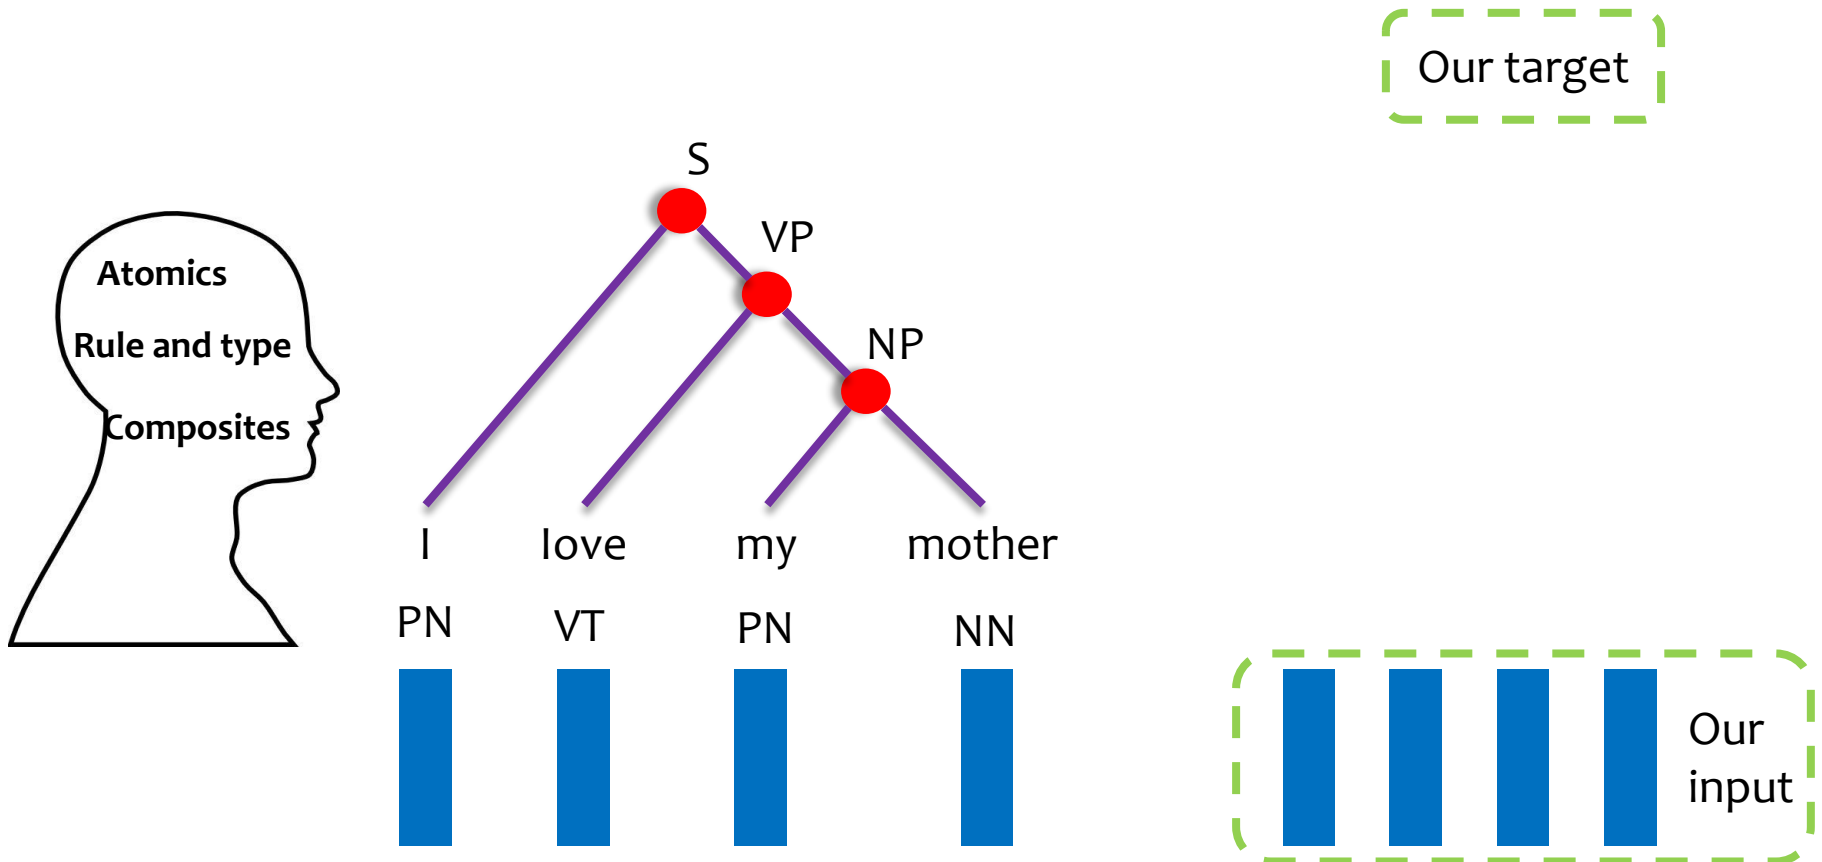 Our target
S
VP
NP
Atomics
Rule and type
Composites
I love my mother
PN VT PN NN
Our
input